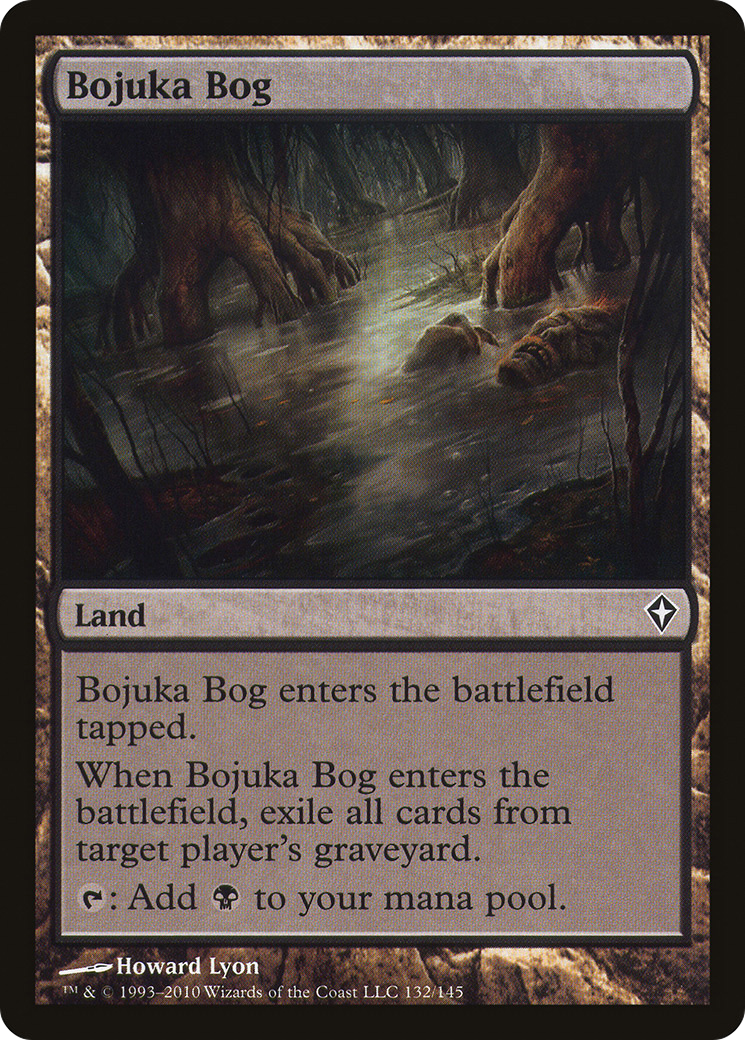 Bojuka Bog
Land
Bojuka Bog enters the battlefield
tapped.
When Bojuka Bog enters the
battlefield, exile all cards from
target player's graveyard.
: Add to your mana pool.
Howard Lyon
™ & © 1993–2010 Wizards of the Coast LLC 132/145